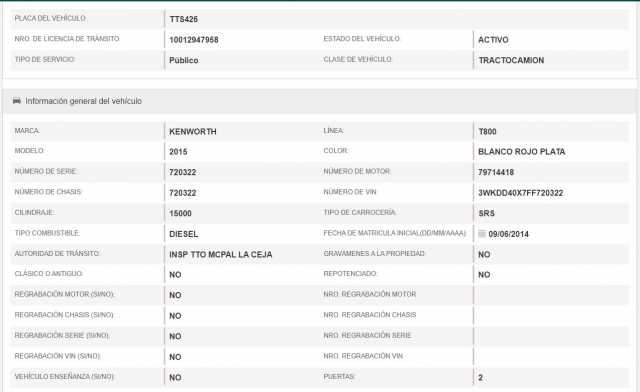 PLACA DEL VEHÍCULO: TTS426
NRO. DE LICENCIA DE TRÁNSITO: 10012947958 ESTADO DEL VEHÍCULO: ACTIVO
TIPO DE SERVICIO: Público CLASE DE VEHÍCULO: TRACTOCAMION
Información general del vehículo
MARCA: KENWORTH LÍNEA: T800
MODELO: 2015 COLOR: BLANCO ROJO PLATA
NÚMERO DE SERIE: 720322 NÚMERO DE MOTOR: 79714418
NÚMERO DE CHASIS: 720322 NÚMERO DE VIN: 3WKDD40X7FF720322
CILINDRAJE: 15000 TIPO DE CARROCERÍA: SRS
TIPO COMBUSTIBLE: DIESEL FECHA DE MATRICULA INICIAL(DD/MM/AAAA): 09/06/2014
AUTORIDAD DE TRÁNSITO: INSP TTO MCPAL LA CEJA GRAVÁMENES A LA PROPIEDAD: NO
CLÁSICO O ANTIGUO: NO REPOTENCIADO: NO
REGRABACIÓN MOTOR (SI/NO): NO NRO. REGRABACIÓN MOTOR
REGRABACIÓN CHASIS (SI/NO): NO NRO. REGRABACIÓN CHASIS
REGRABACIÓN SERIE (SI/NO): NO NRO. REGRABACIÓN SERIE
REGRABACIÓN VIN (SI/NO): NO NRO. REGRABACIÓN VIN
VEHÍCULO ENSEÑANZA (SI/NO): NO PUERTAS: 2